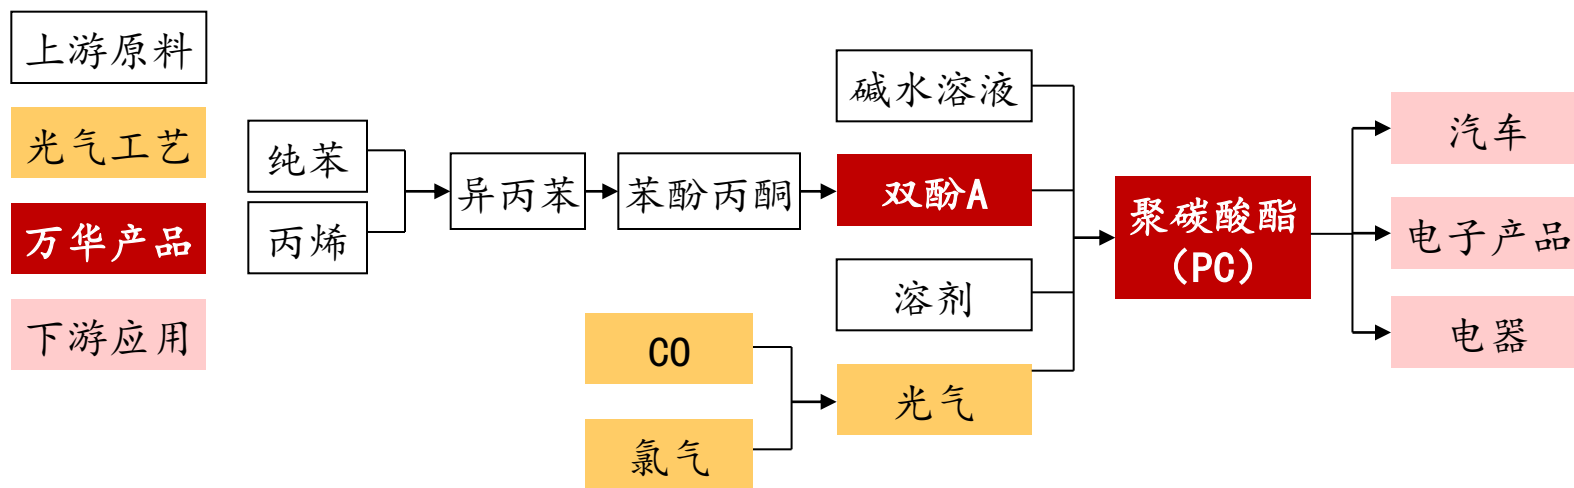 上游原料
光气工艺
万华产品
下游应用
纯苯
丙烯
异丙苯
苯酚丙酮
碱水溶液
双酚A
溶剂
CO
氯气
光气
聚碳酸酯
（PC）
汽车
电子产品
电器